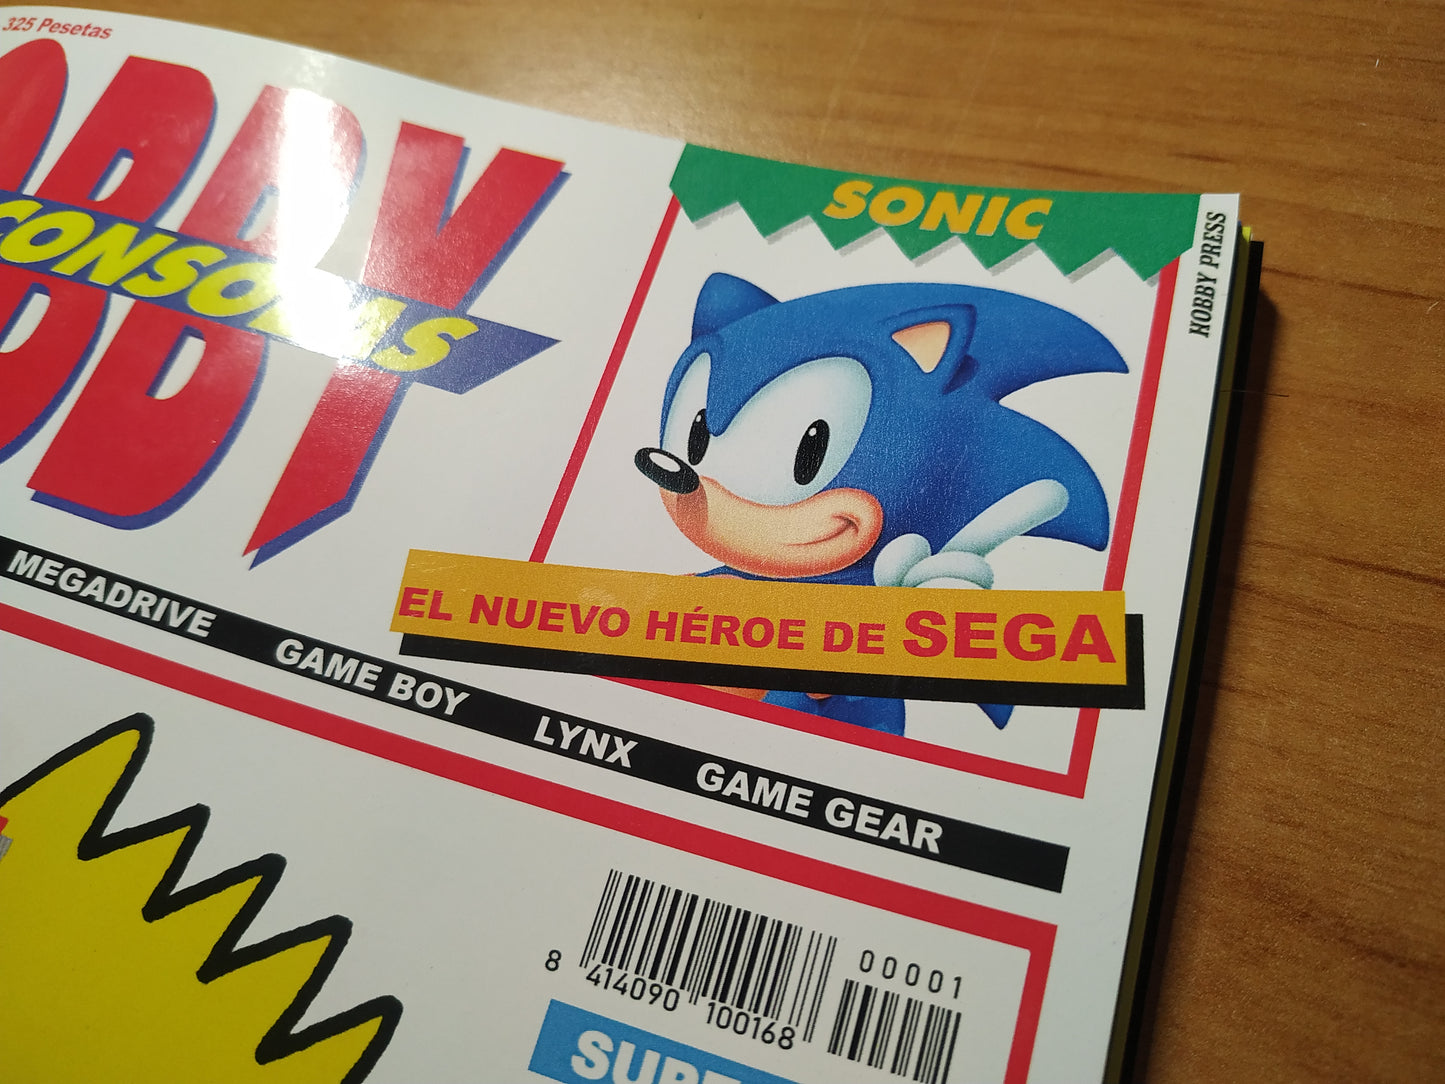 325 Pesetas
CONSOLAS
SONIC
HOBBY PRESS
EL NUEVO HÉROE DE SEGA
MEGADRIVE GAME BOY LYNX GAME GEAR
00001
8 414090 100168